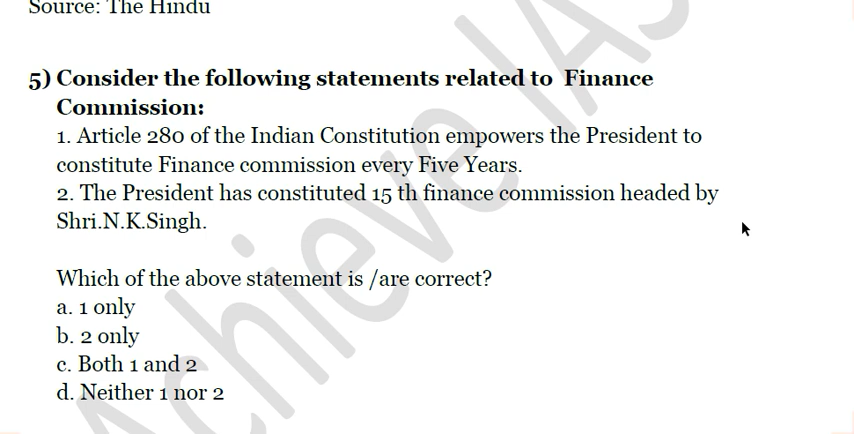 Source: The Hindu
5) Consider the following statements related to Finance
Commission:
1. Article 280 of the Indian Constitution empowers the President to
constitute Finance commission every Five Years.
2. The President has constituted 15 th finance commission headed by
Shri.N.K.Singh.
Which of the above statement is /are correct?
a. 1 only
b. 2 only
c. Both 1 and 2
d. Neither 1 nor 2
Achieve IAS